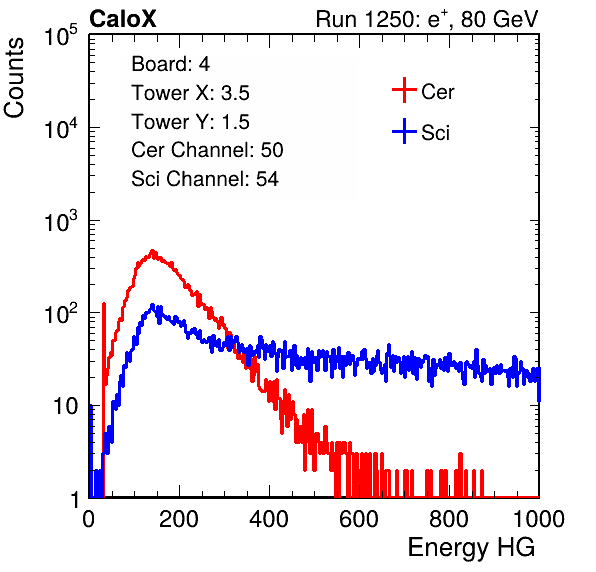 CaloX Run 1250: e⁺, 80 GeV
Counts
10⁵
10⁴
10³
10²
10
1
Board: 4
Tower X: 3.5
Tower Y: 1.5
Cer Channel: 50
Sci Channel: 54
Cer
Sci
0 200 400 600 800 1000
Energy HG